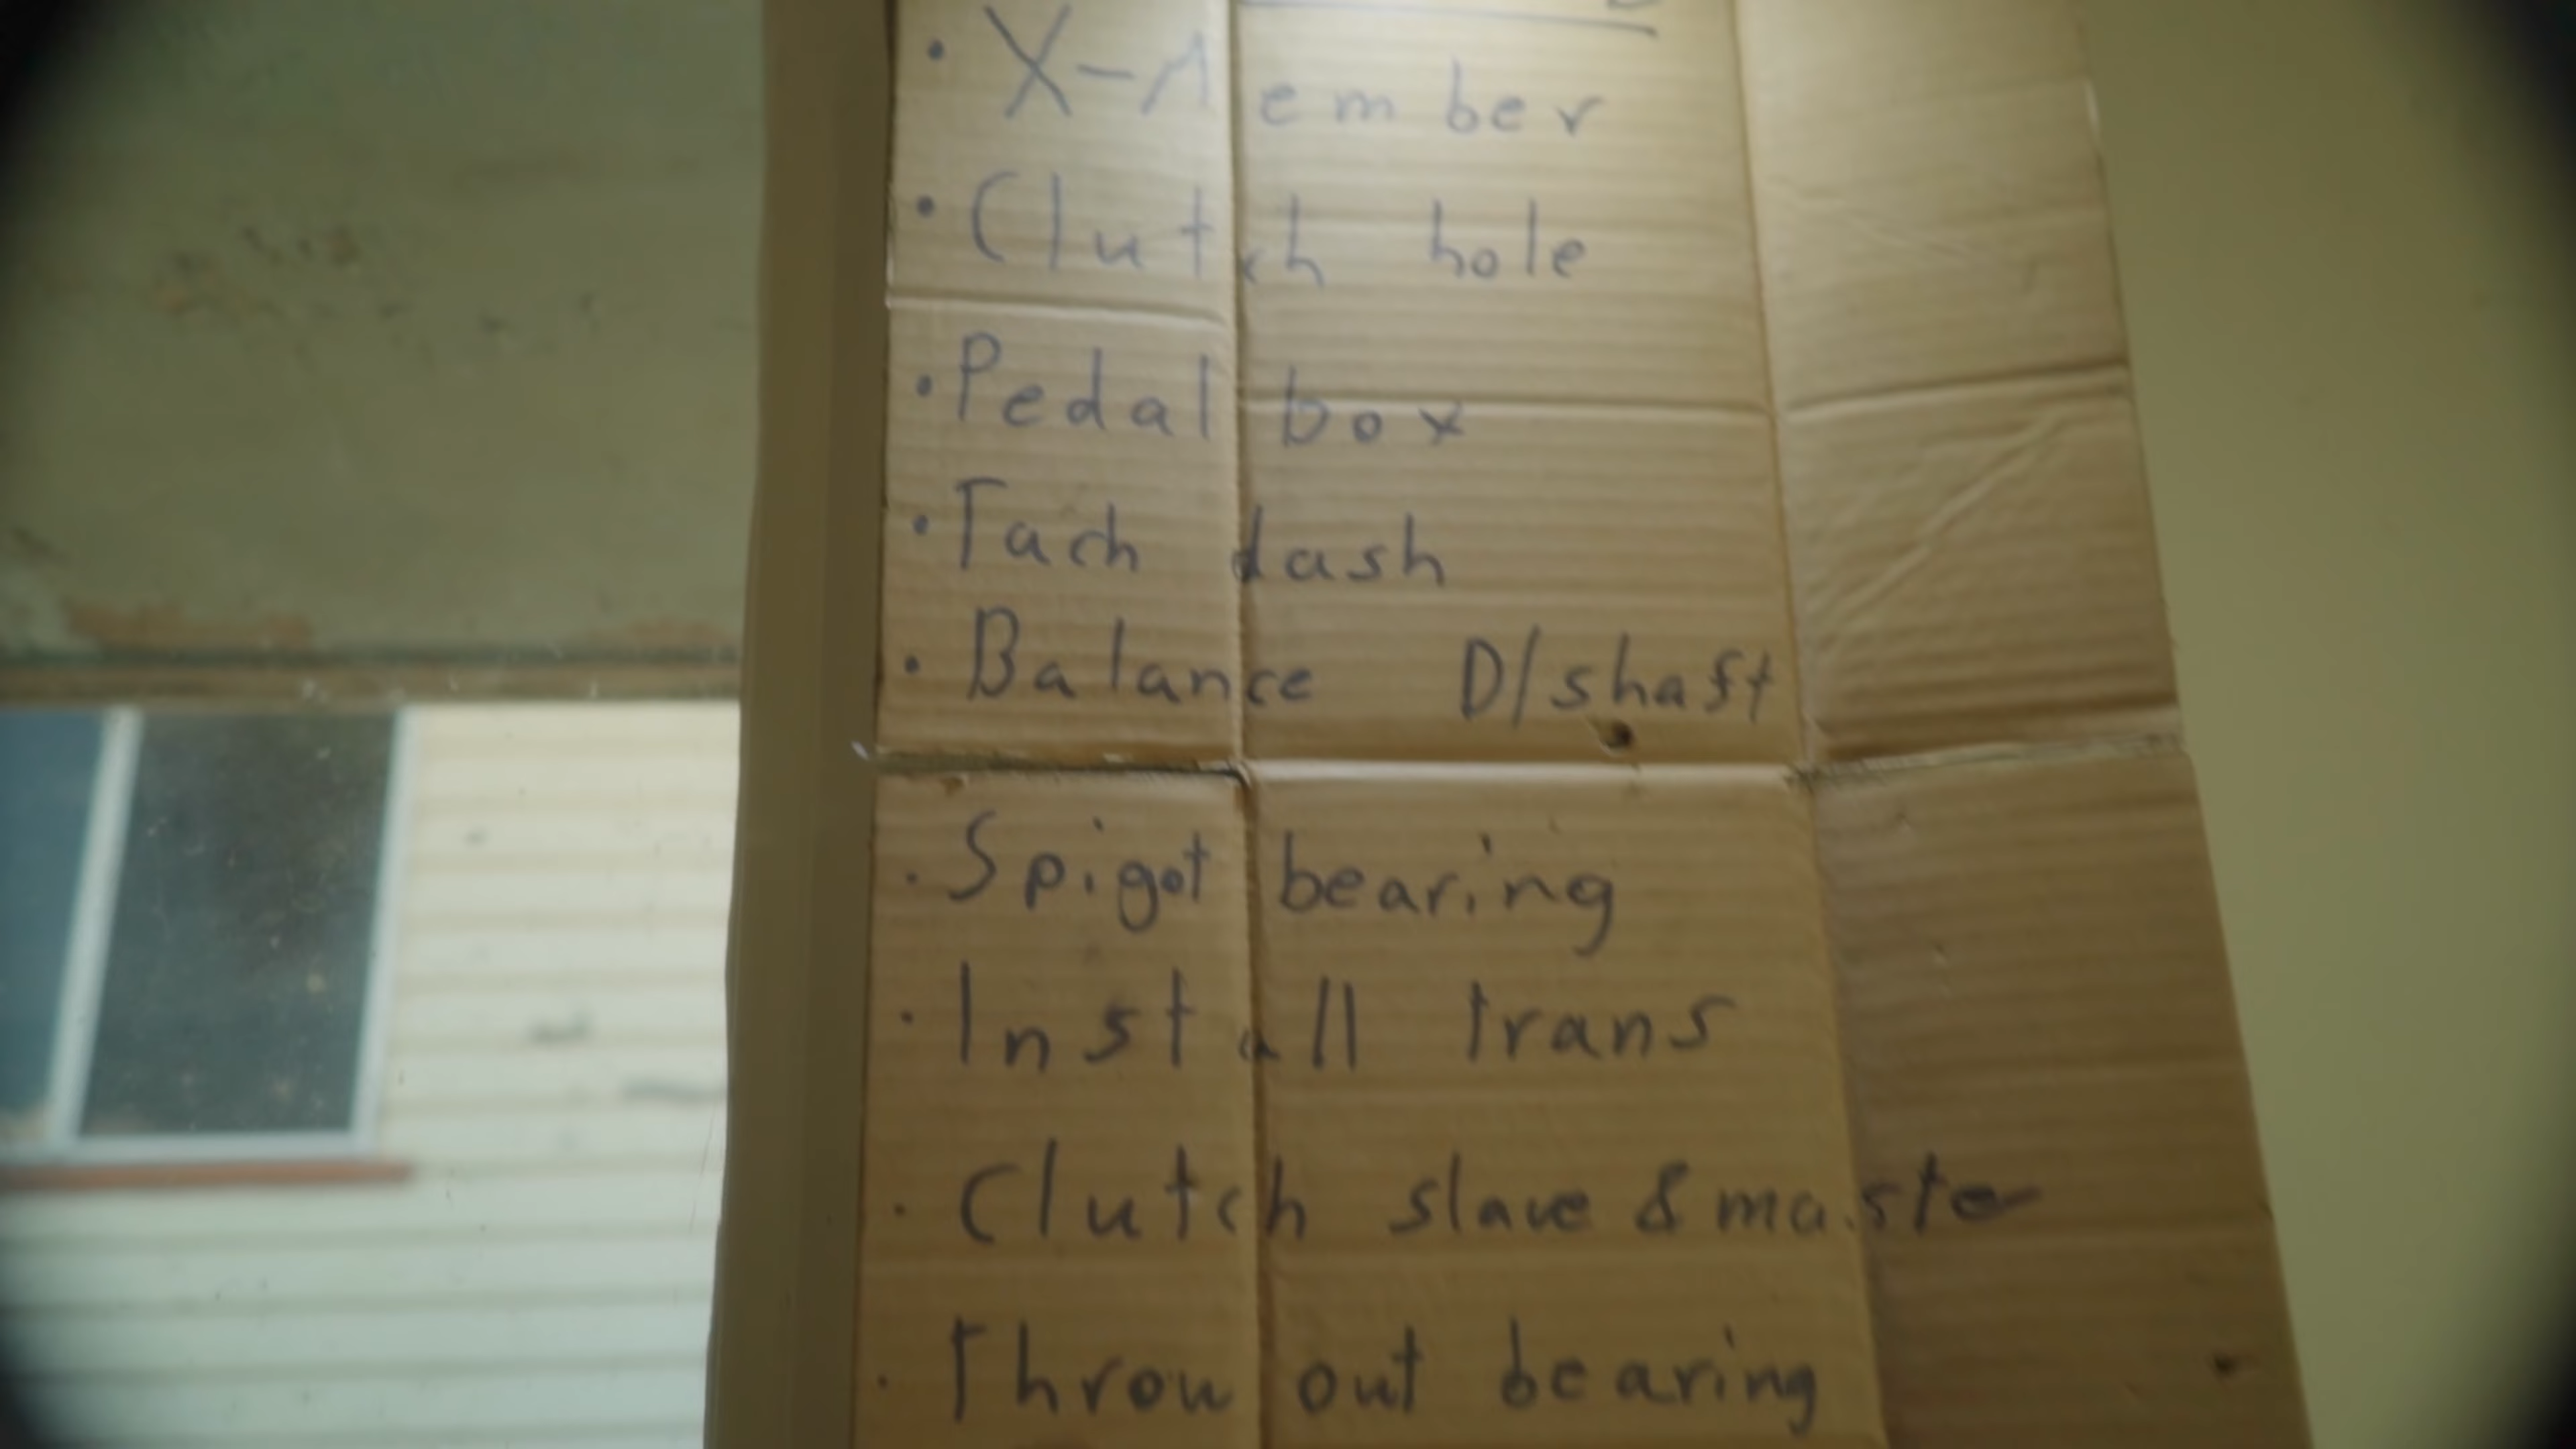 • X-Member
• Clutch hole
• Pedal box
• Tach dash
• Balance D/shaft
• Spigot bearing
• Install trans
• Clutch slave & master
• Throw out bearing